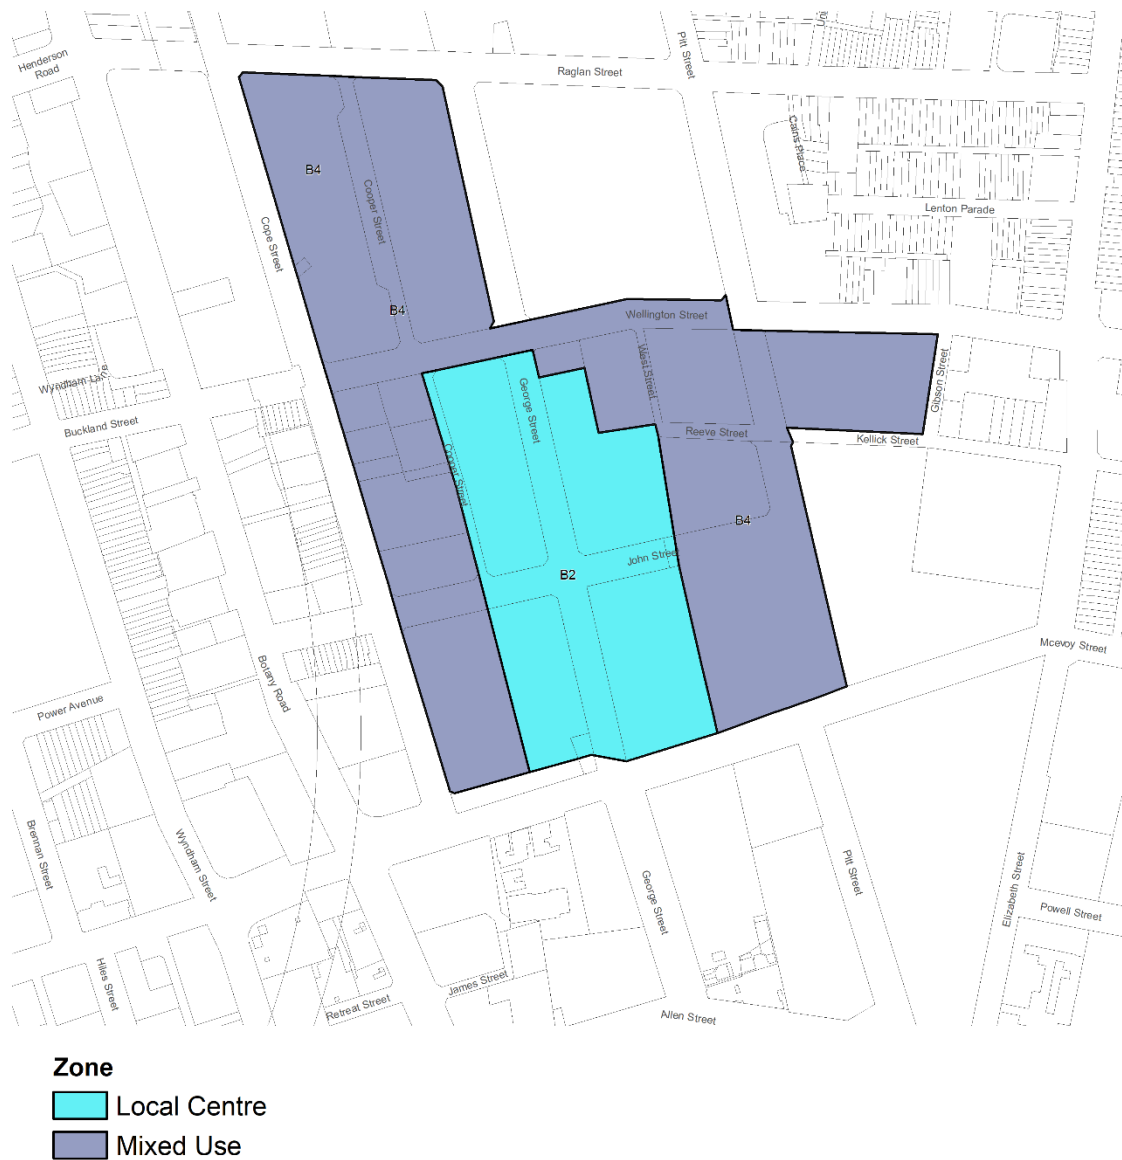 Henderson
Road
Raglan Street
Pitt Street
Cains Place
B4
Cooper Street
Cope Street
Lenton Parade
B4
Wellington Street
West Street
Gibson Street
George Street
Buckland Street
Reeve Street
Kellick Street
Cooper Street
B4
John Street
B2
Mcevoy Street
Botany Road
Power Avenue
Brennan Street
Wyndham Street
Pitt Street
George Street
Elizabeth Street
Powell Street
Hiles Street
James Street
Retreat Street
Allen Street
Zone
Local Centre
Mixed Use